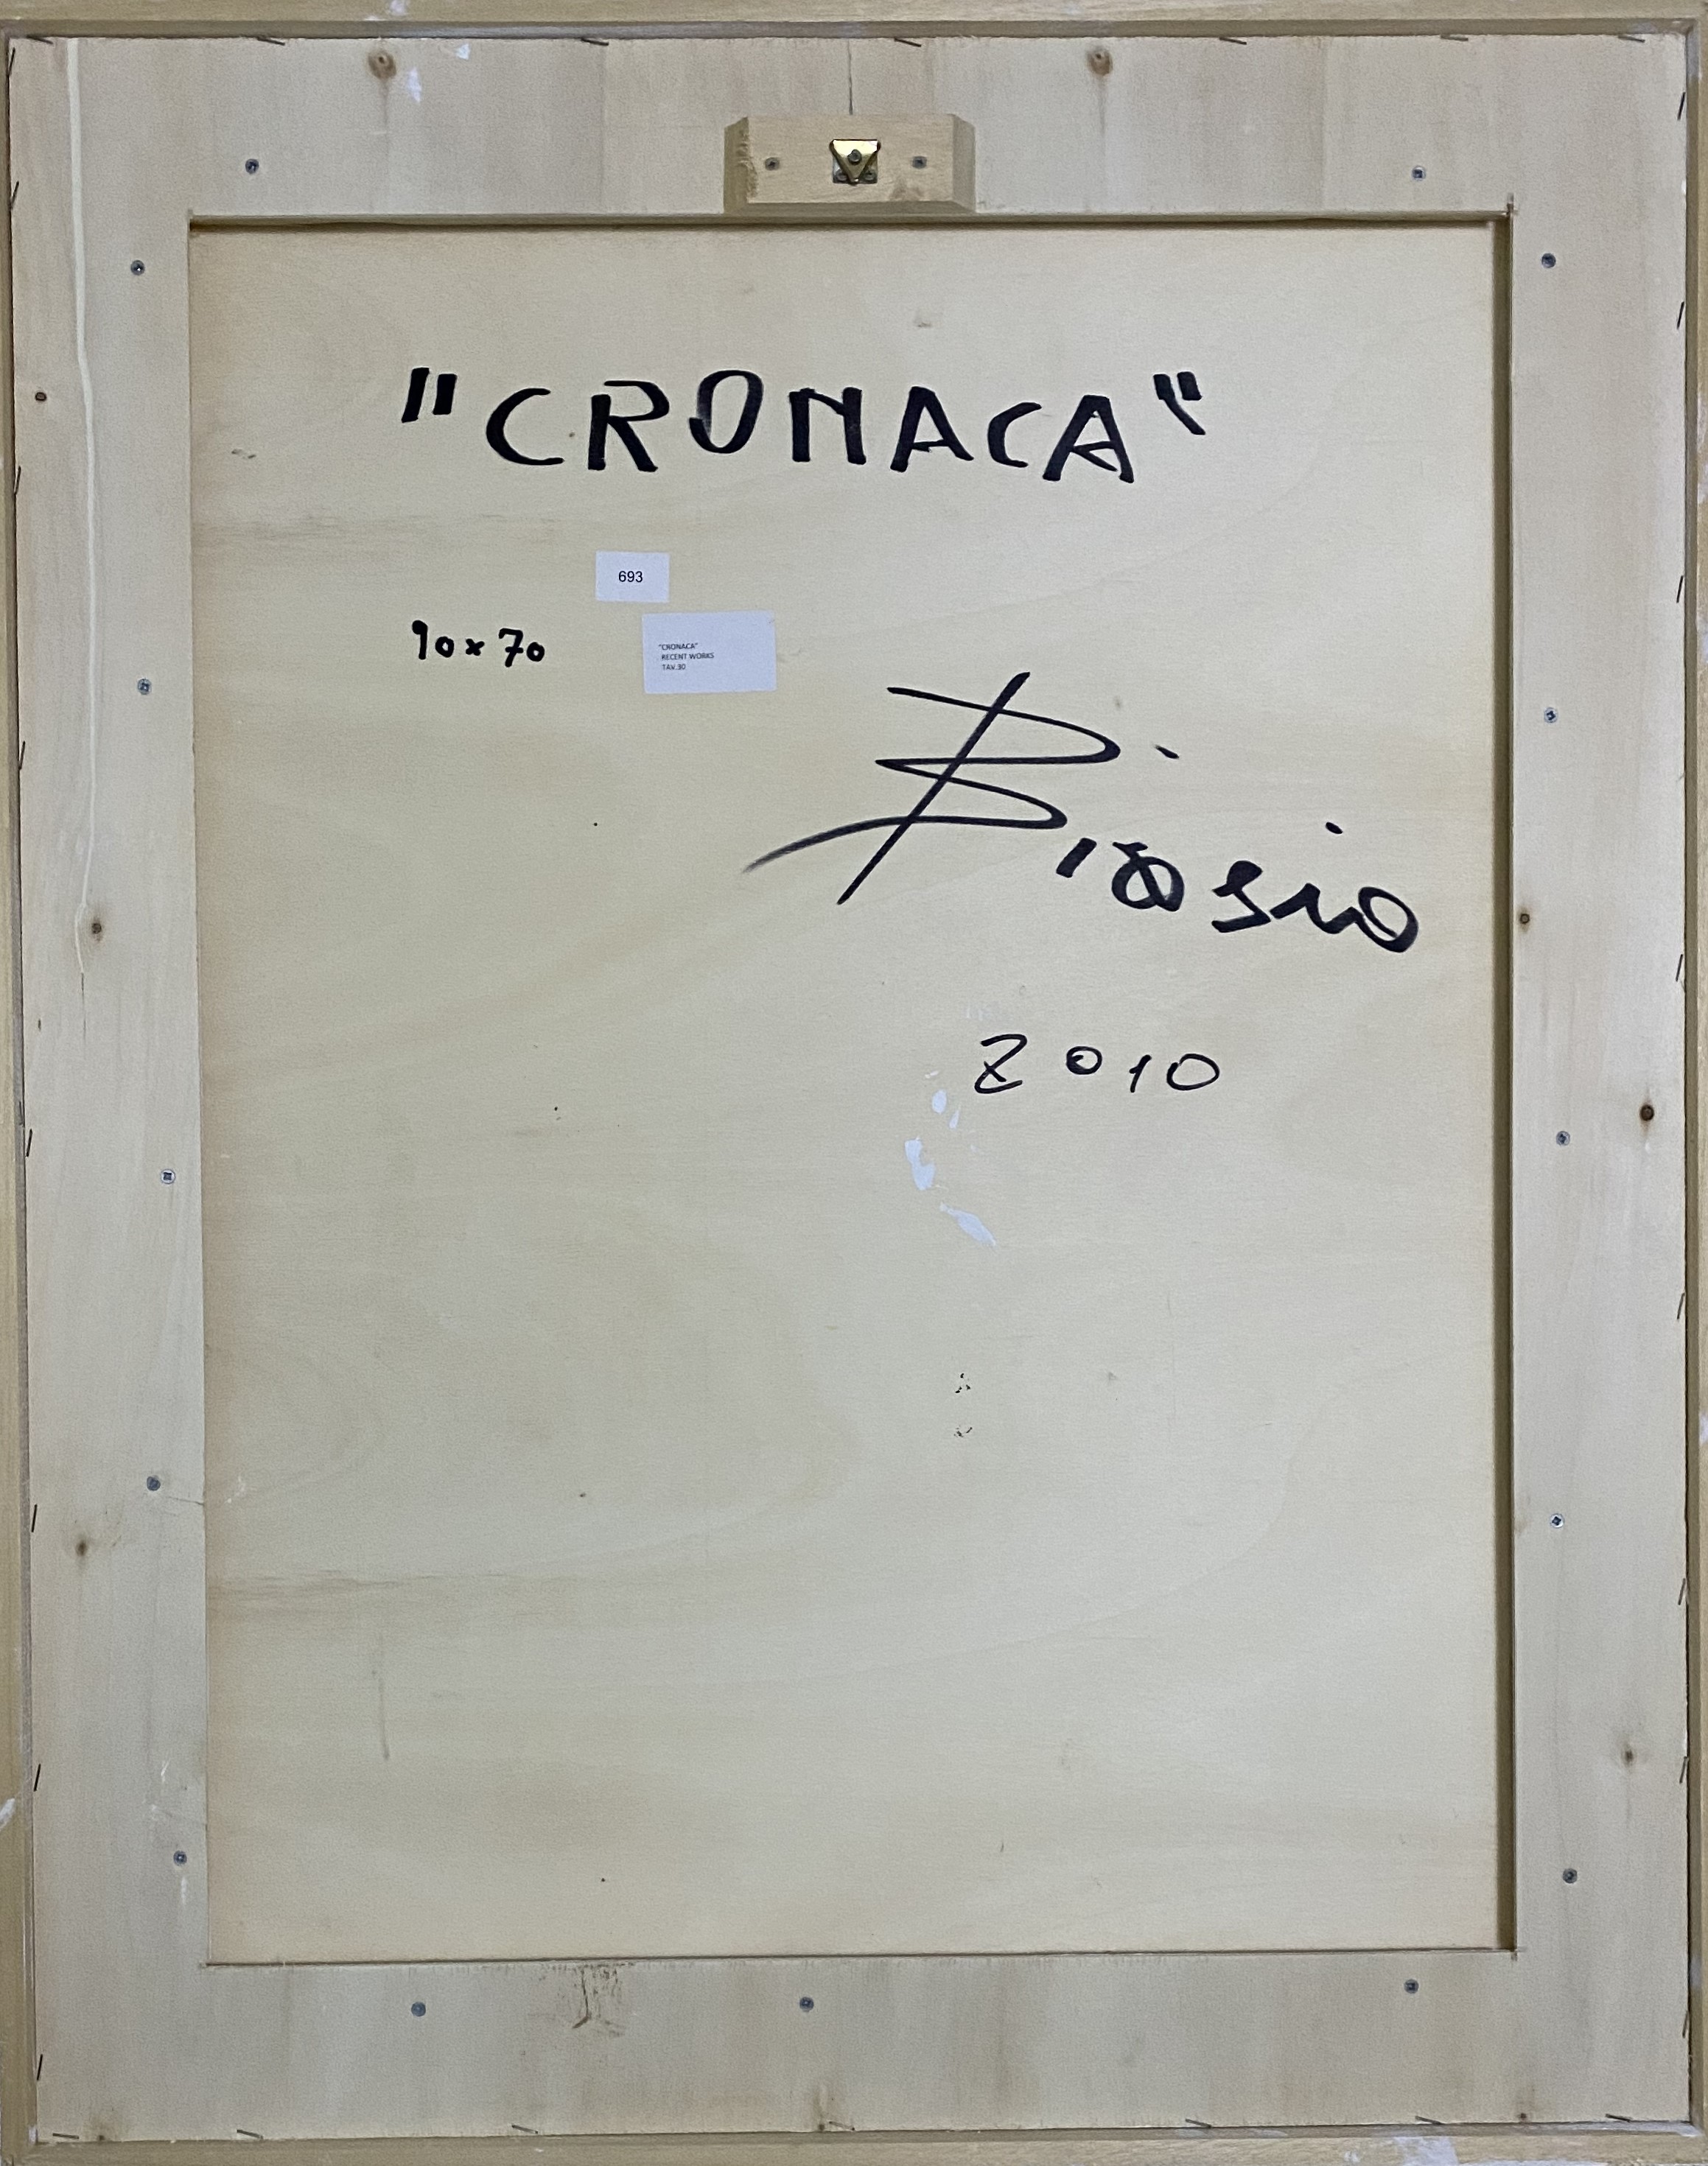 "CRONACA"
693
90 x 70
"CRONACA"
RECENT WORKS
TAV.30
Biasio
2010